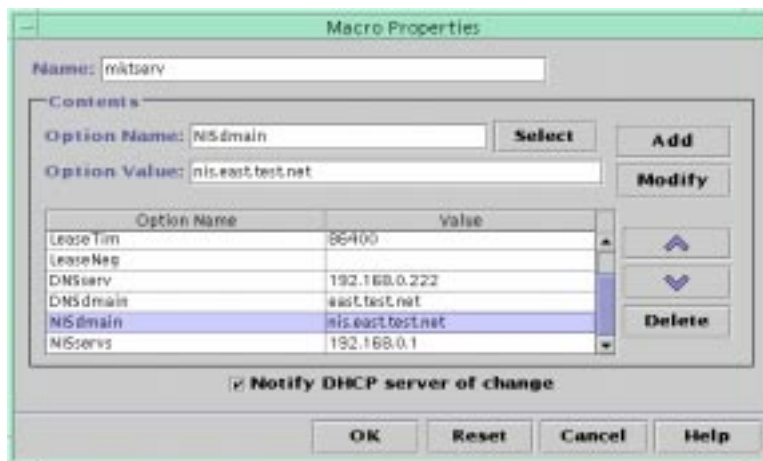 Macro Properties
Name: mktserv
Contents
Option Name: NISdmain Select Add
Option Value: nis.east.test.net Modify
Option Name Value
LeaseTim 86400
LeaseNeg
DNSserv 192.168.0.222
DNSdmain east.test.net
NISdmain nis.east.test.net Delete
NISservs 192.168.0.1
Notify DHCP server of change
OK Reset Cancel Help